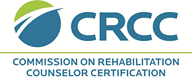 CRCC
COMMISSION ON REHABILITATION
COUNSELOR CERTIFICATION